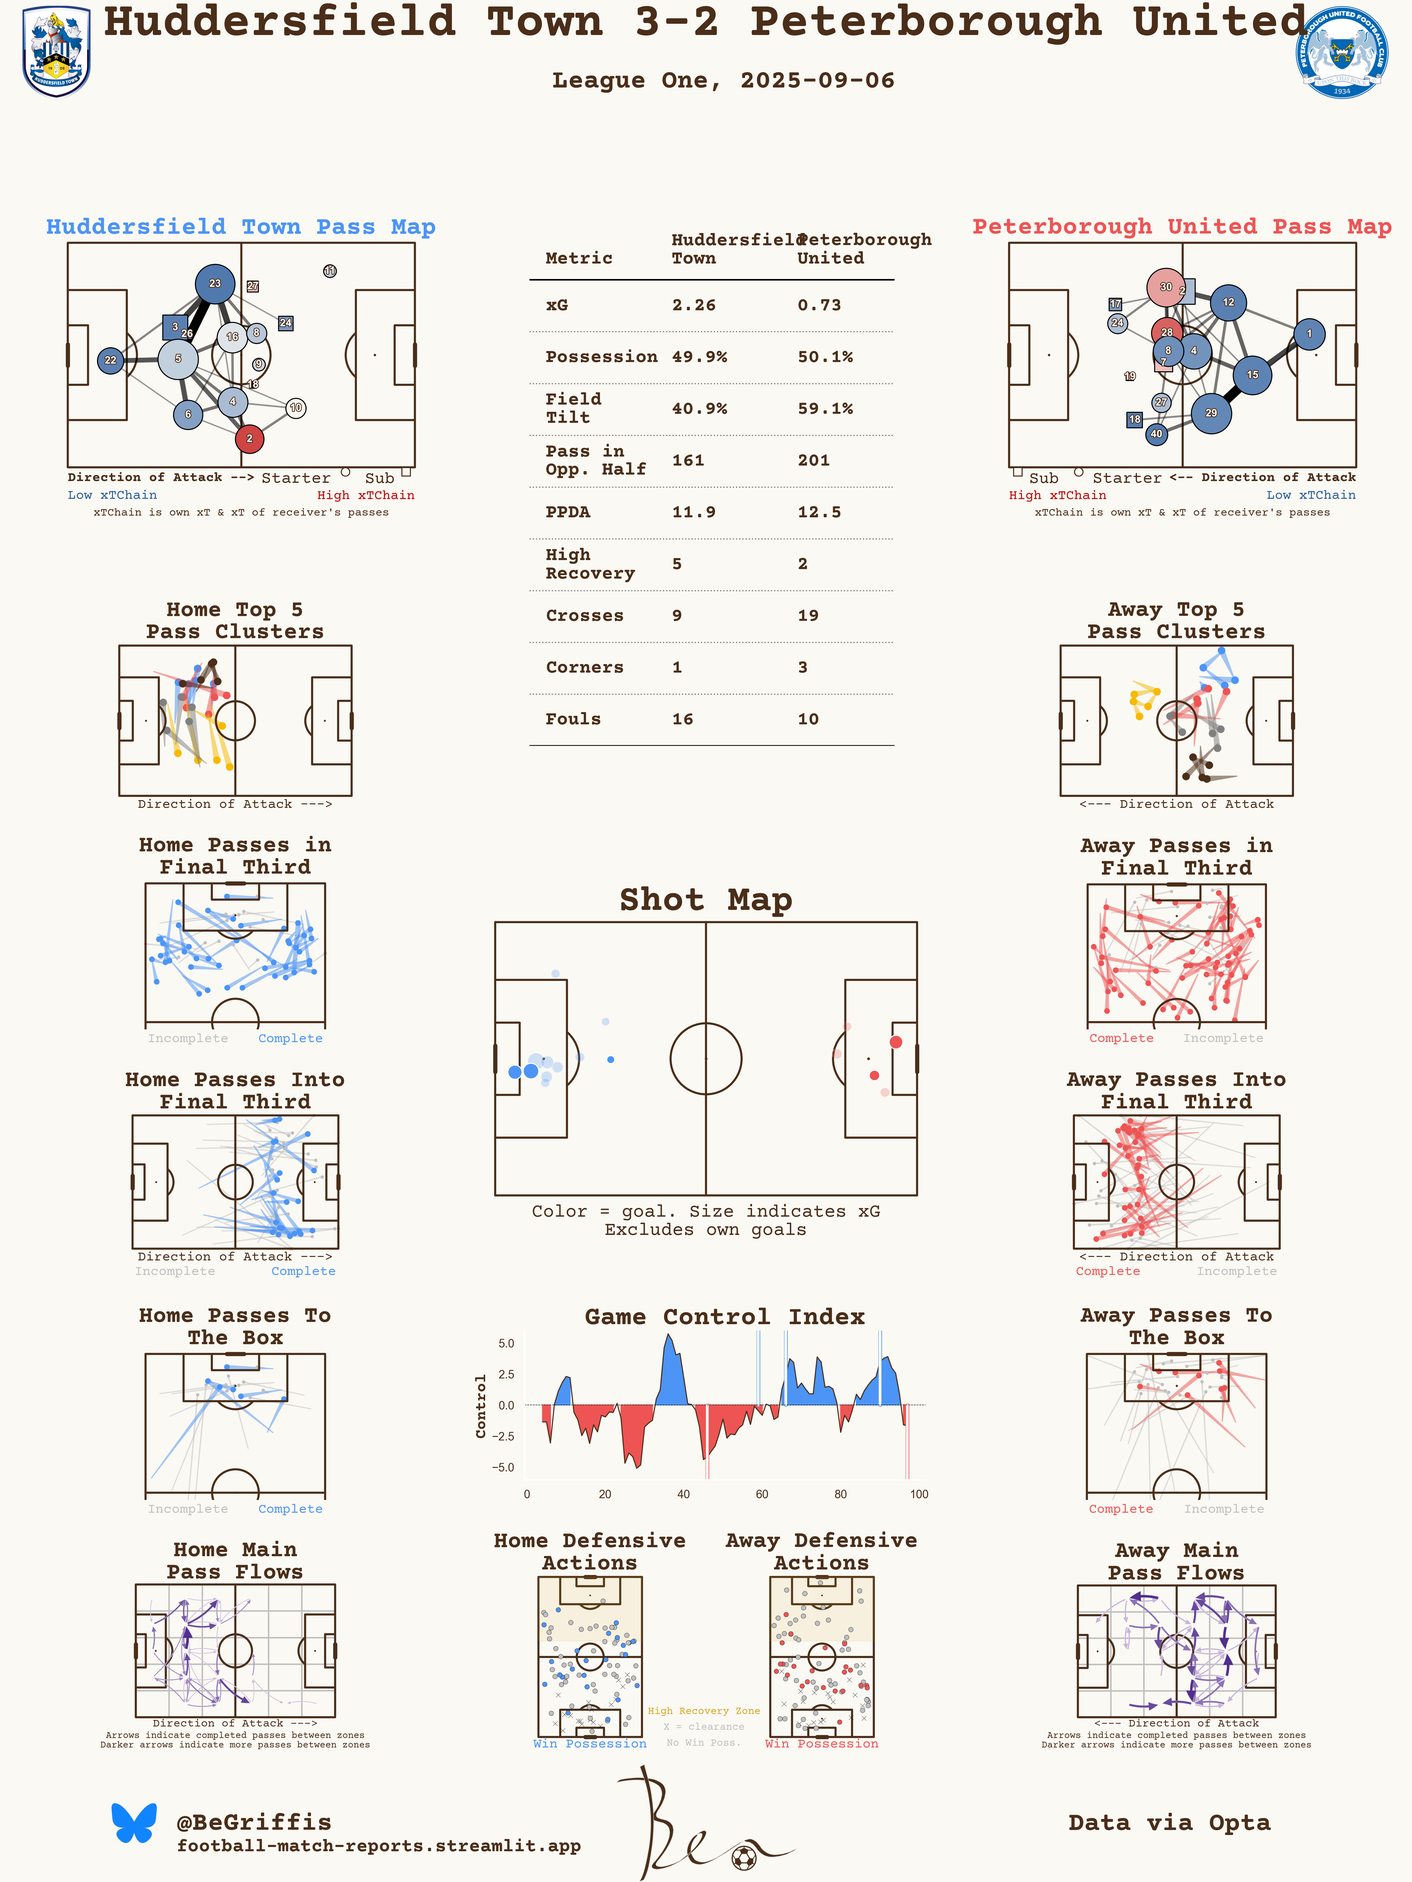 Huddersfield Town 3-2 Peterborough United
League One, 2025-09-06
HUDDERSFIELD TOWN
PETERBOROUGH UNITED FOOTBALL CLUB
UPON THIS ROCK
1934
Huddersfield Town Pass Map
23
11
27
3
26
16
8
24
22
5
9
18
6
4
10
2
Direction of Attack --> Starter Sub
Low xTChain High xTChain
xTChain is own xT & xT of receiver's passes
Metric Huddersfield Town Peterborough United
xG 2.26 0.73
Possession 49.9% 50.1%
Field Tilt 40.9% 59.1%
Pass in Opp. Half 161 201
PPDA 11.9 12.5
High Recovery 5 2
Crosses 9 19
Corners 1 3
Fouls 16 10
Peterborough United Pass Map
30
2
17
12
24
28
1
8
4
7
19
15
27
18
29
40
Sub Starter <-- Direction of Attack
High xTChain Low xTChain
xTChain is own xT & xT of receiver's passes
Home Top 5
Pass Clusters
Direction of Attack --->
Away Top 5
Pass Clusters
<--- Direction of Attack
Home Passes in
Final Third
Incomplete Complete
Shot Map
Color = goal. Size indicates xG
Excludes own goals
Away Passes in
Final Third
Complete Incomplete
Home Passes Into
Final Third
Direction of Attack --->
Incomplete Complete
Away Passes Into
Final Third
<--- Direction of Attack
Complete Incomplete
Home Passes To
The Box
Incomplete Complete
Game Control Index
Control
5.0
2.5
0.0
−2.5
−5.0
0 20 40 60 80 100
Away Passes To
The Box
Complete Incomplete
Home Main
Pass Flows
Direction of Attack --->
Arrows indicate completed passes between zones
Darker arrows indicate more passes between zones
Home Defensive
Actions
Win Possession
High Recovery Zone
X = clearance
No Win Poss.
Away Defensive
Actions
Win Possession
Away Main
Pass Flows
<--- Direction of Attack
Arrows indicate completed passes between zones
Darker arrows indicate more passes between zones
@BeGriffis
football-match-reports.streamlit.app
Ben
Data via Opta